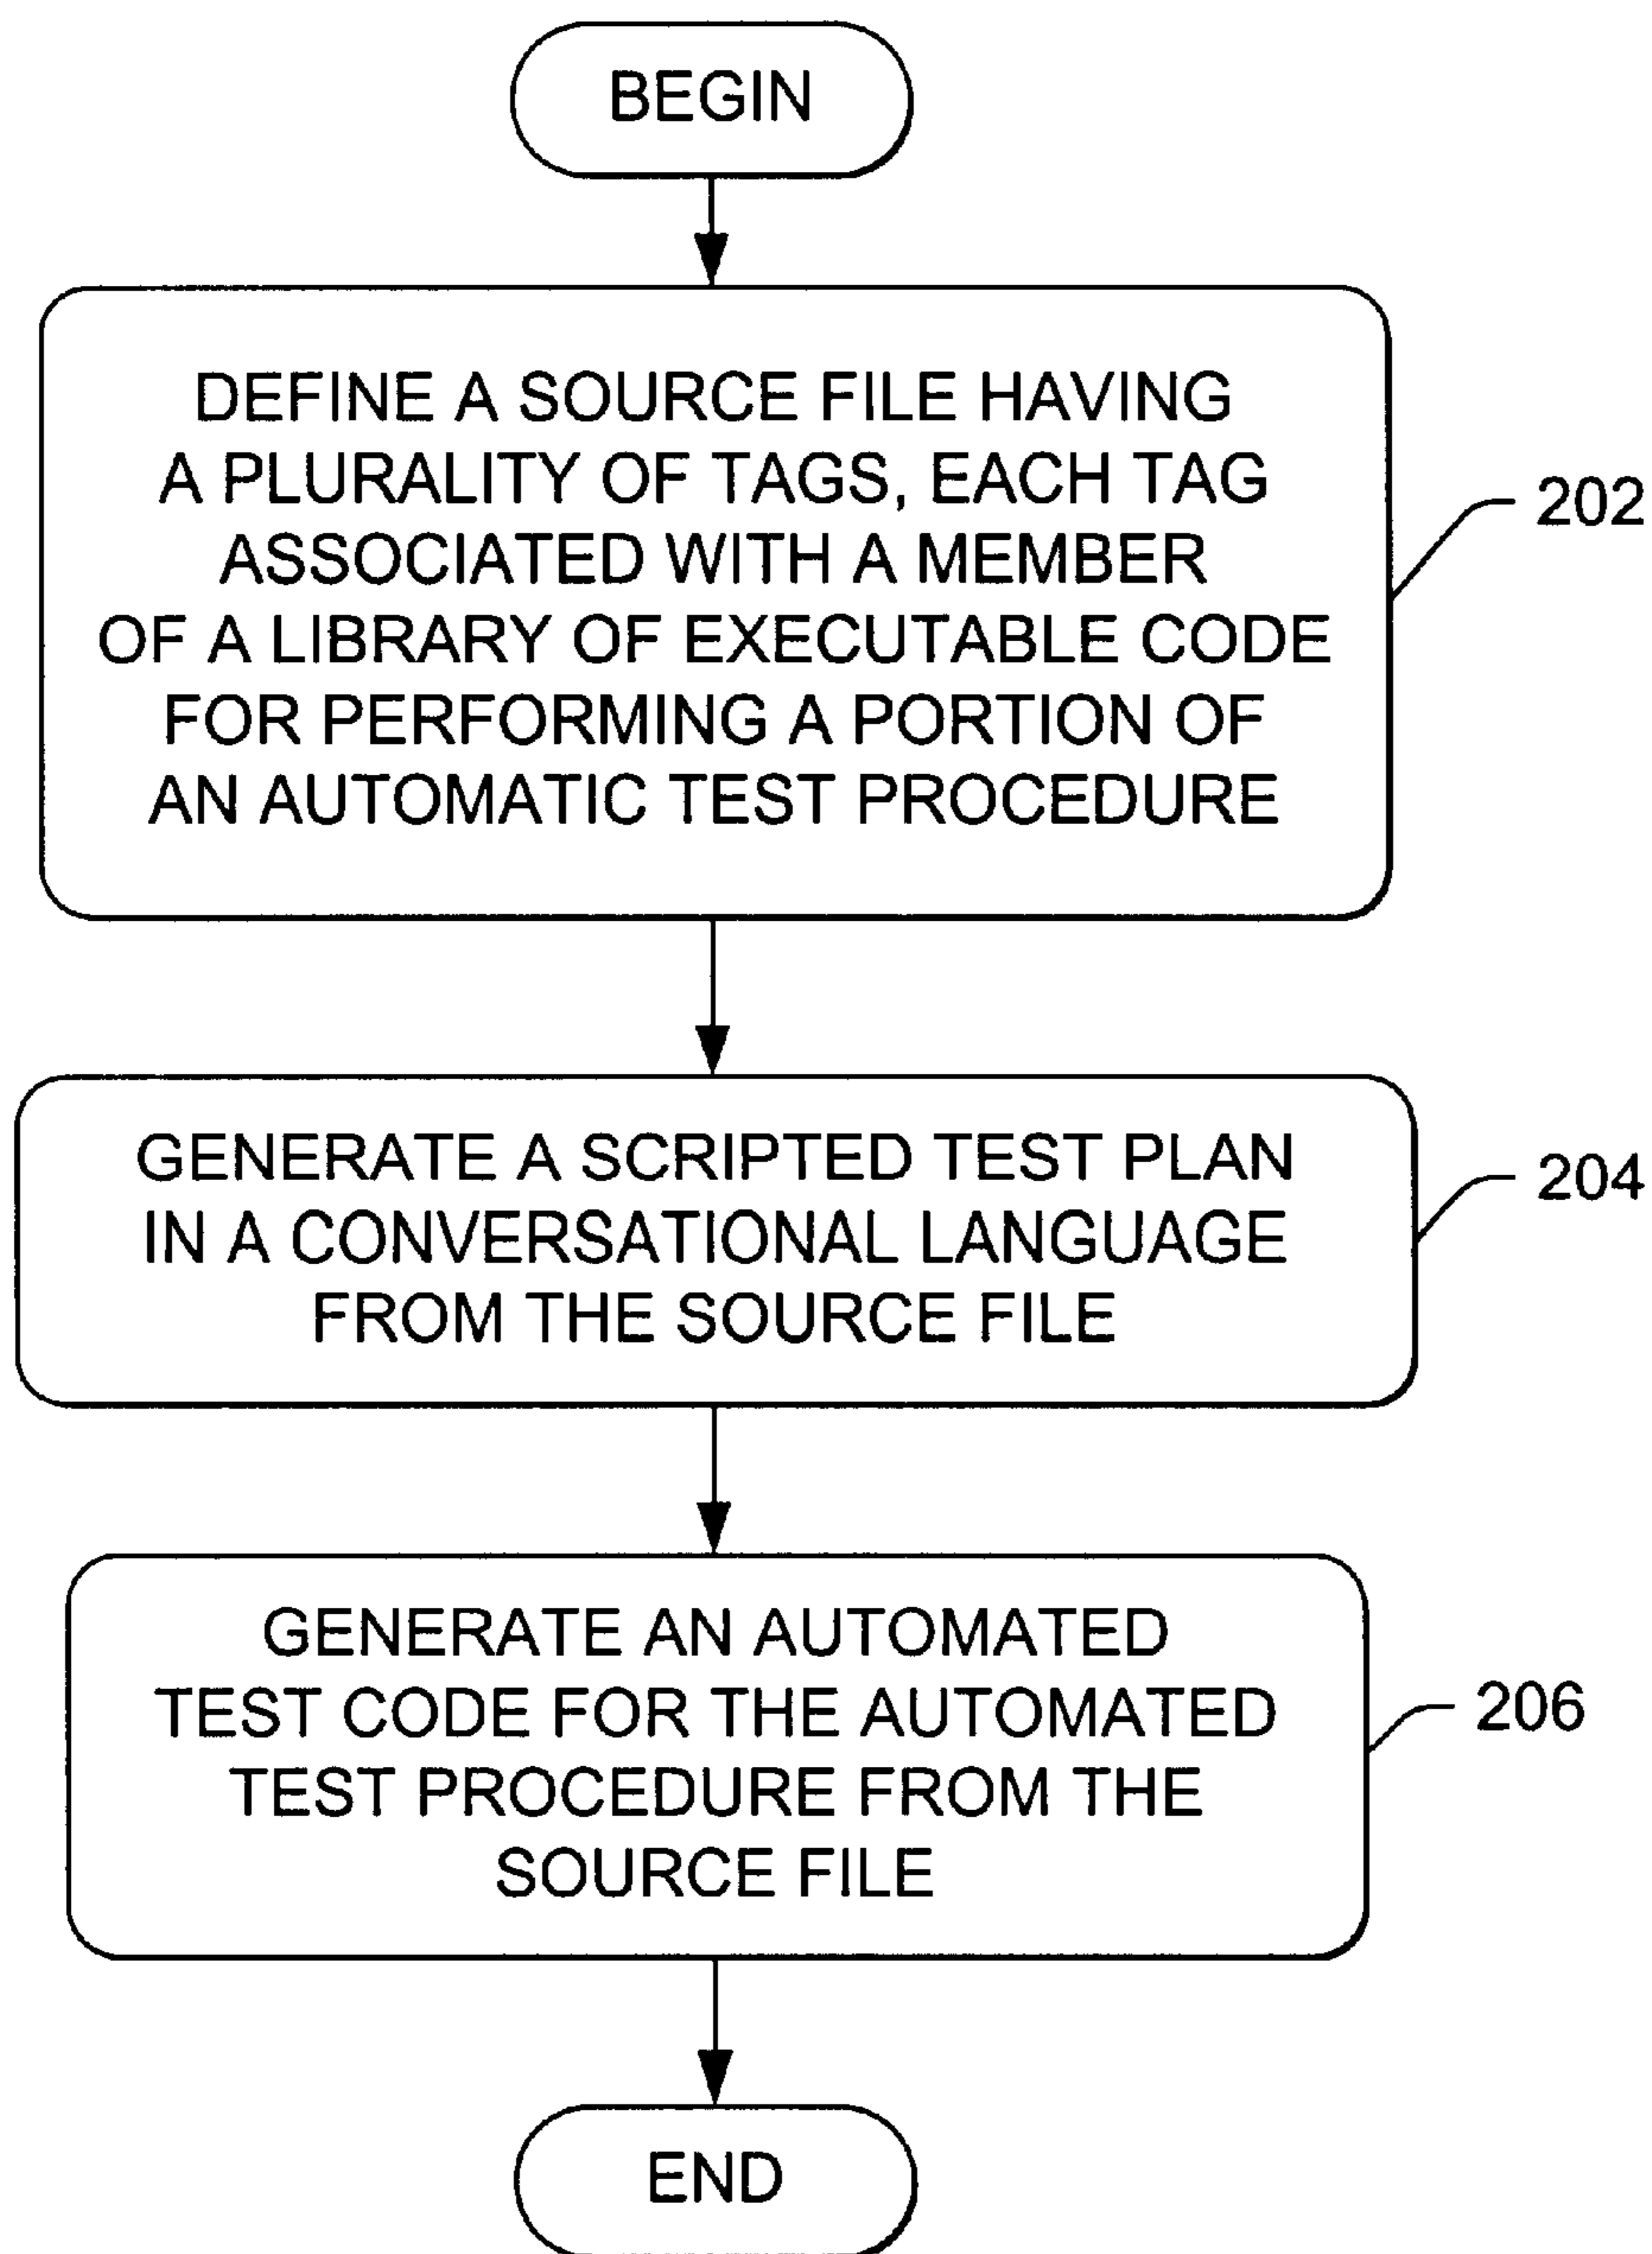 BEGIN
DEFINE A SOURCE FILE HAVING
A PLURALITY OF TAGS, EACH TAG
ASSOCIATED WITH A MEMBER
OF A LIBRARY OF EXECUTABLE CODE
FOR PERFORMING A PORTION OF
AN AUTOMATIC TEST PROCEDURE
202
GENERATE A SCRIPTED TEST PLAN
IN A CONVERSATIONAL LANGUAGE
FROM THE SOURCE FILE
204
GENERATE AN AUTOMATED
TEST CODE FOR THE AUTOMATED
TEST PROCEDURE FROM THE
SOURCE FILE
206
END